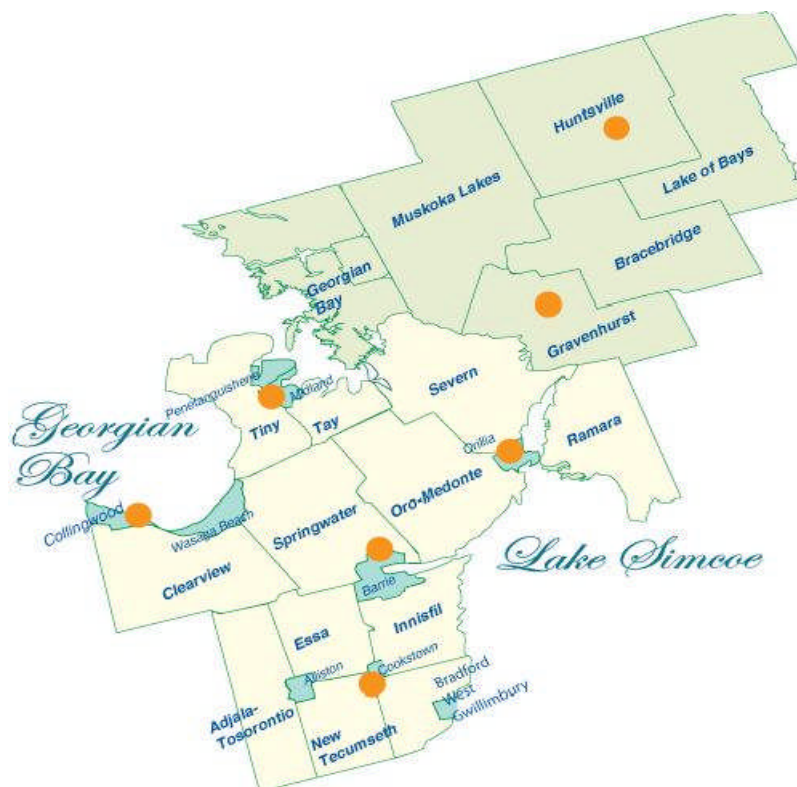 Huntsville
Lake of Bays
Muskoka Lakes
Bracebridge
Georgian
Bay
Gravenhurst
Severn
Penetanguishene
Midland
Tiny
Tay
Ramara
Georgian
Bay
Orillia
Oro-Medonte
Collingwood
Wasaga Beach
Springwater
Lake Simcoe
Clearview
Barrie
Essa
Innisfil
Alliston
Cookstown
Bradford
West
Gwillimbury
Adjala-
Tosorontio
New
Tecumseth